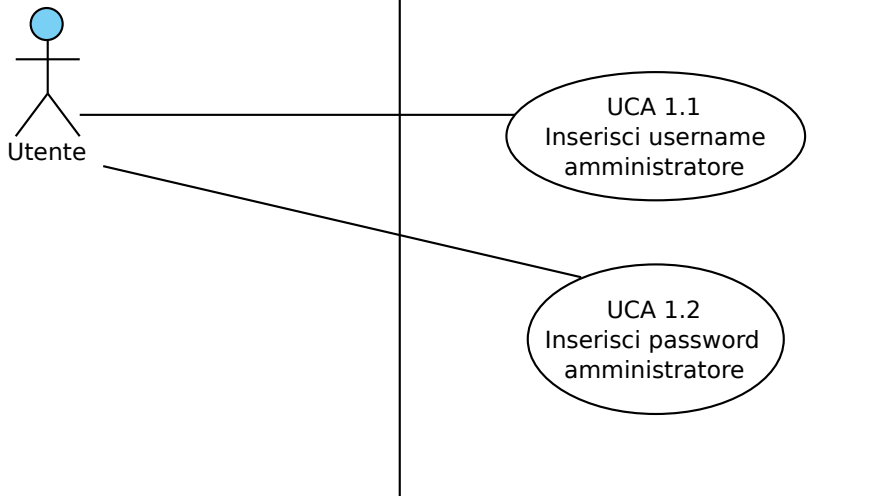 Utente
UCA 1.1
Inserisci username
amministratore
UCA 1.2
Inserisci password
amministratore